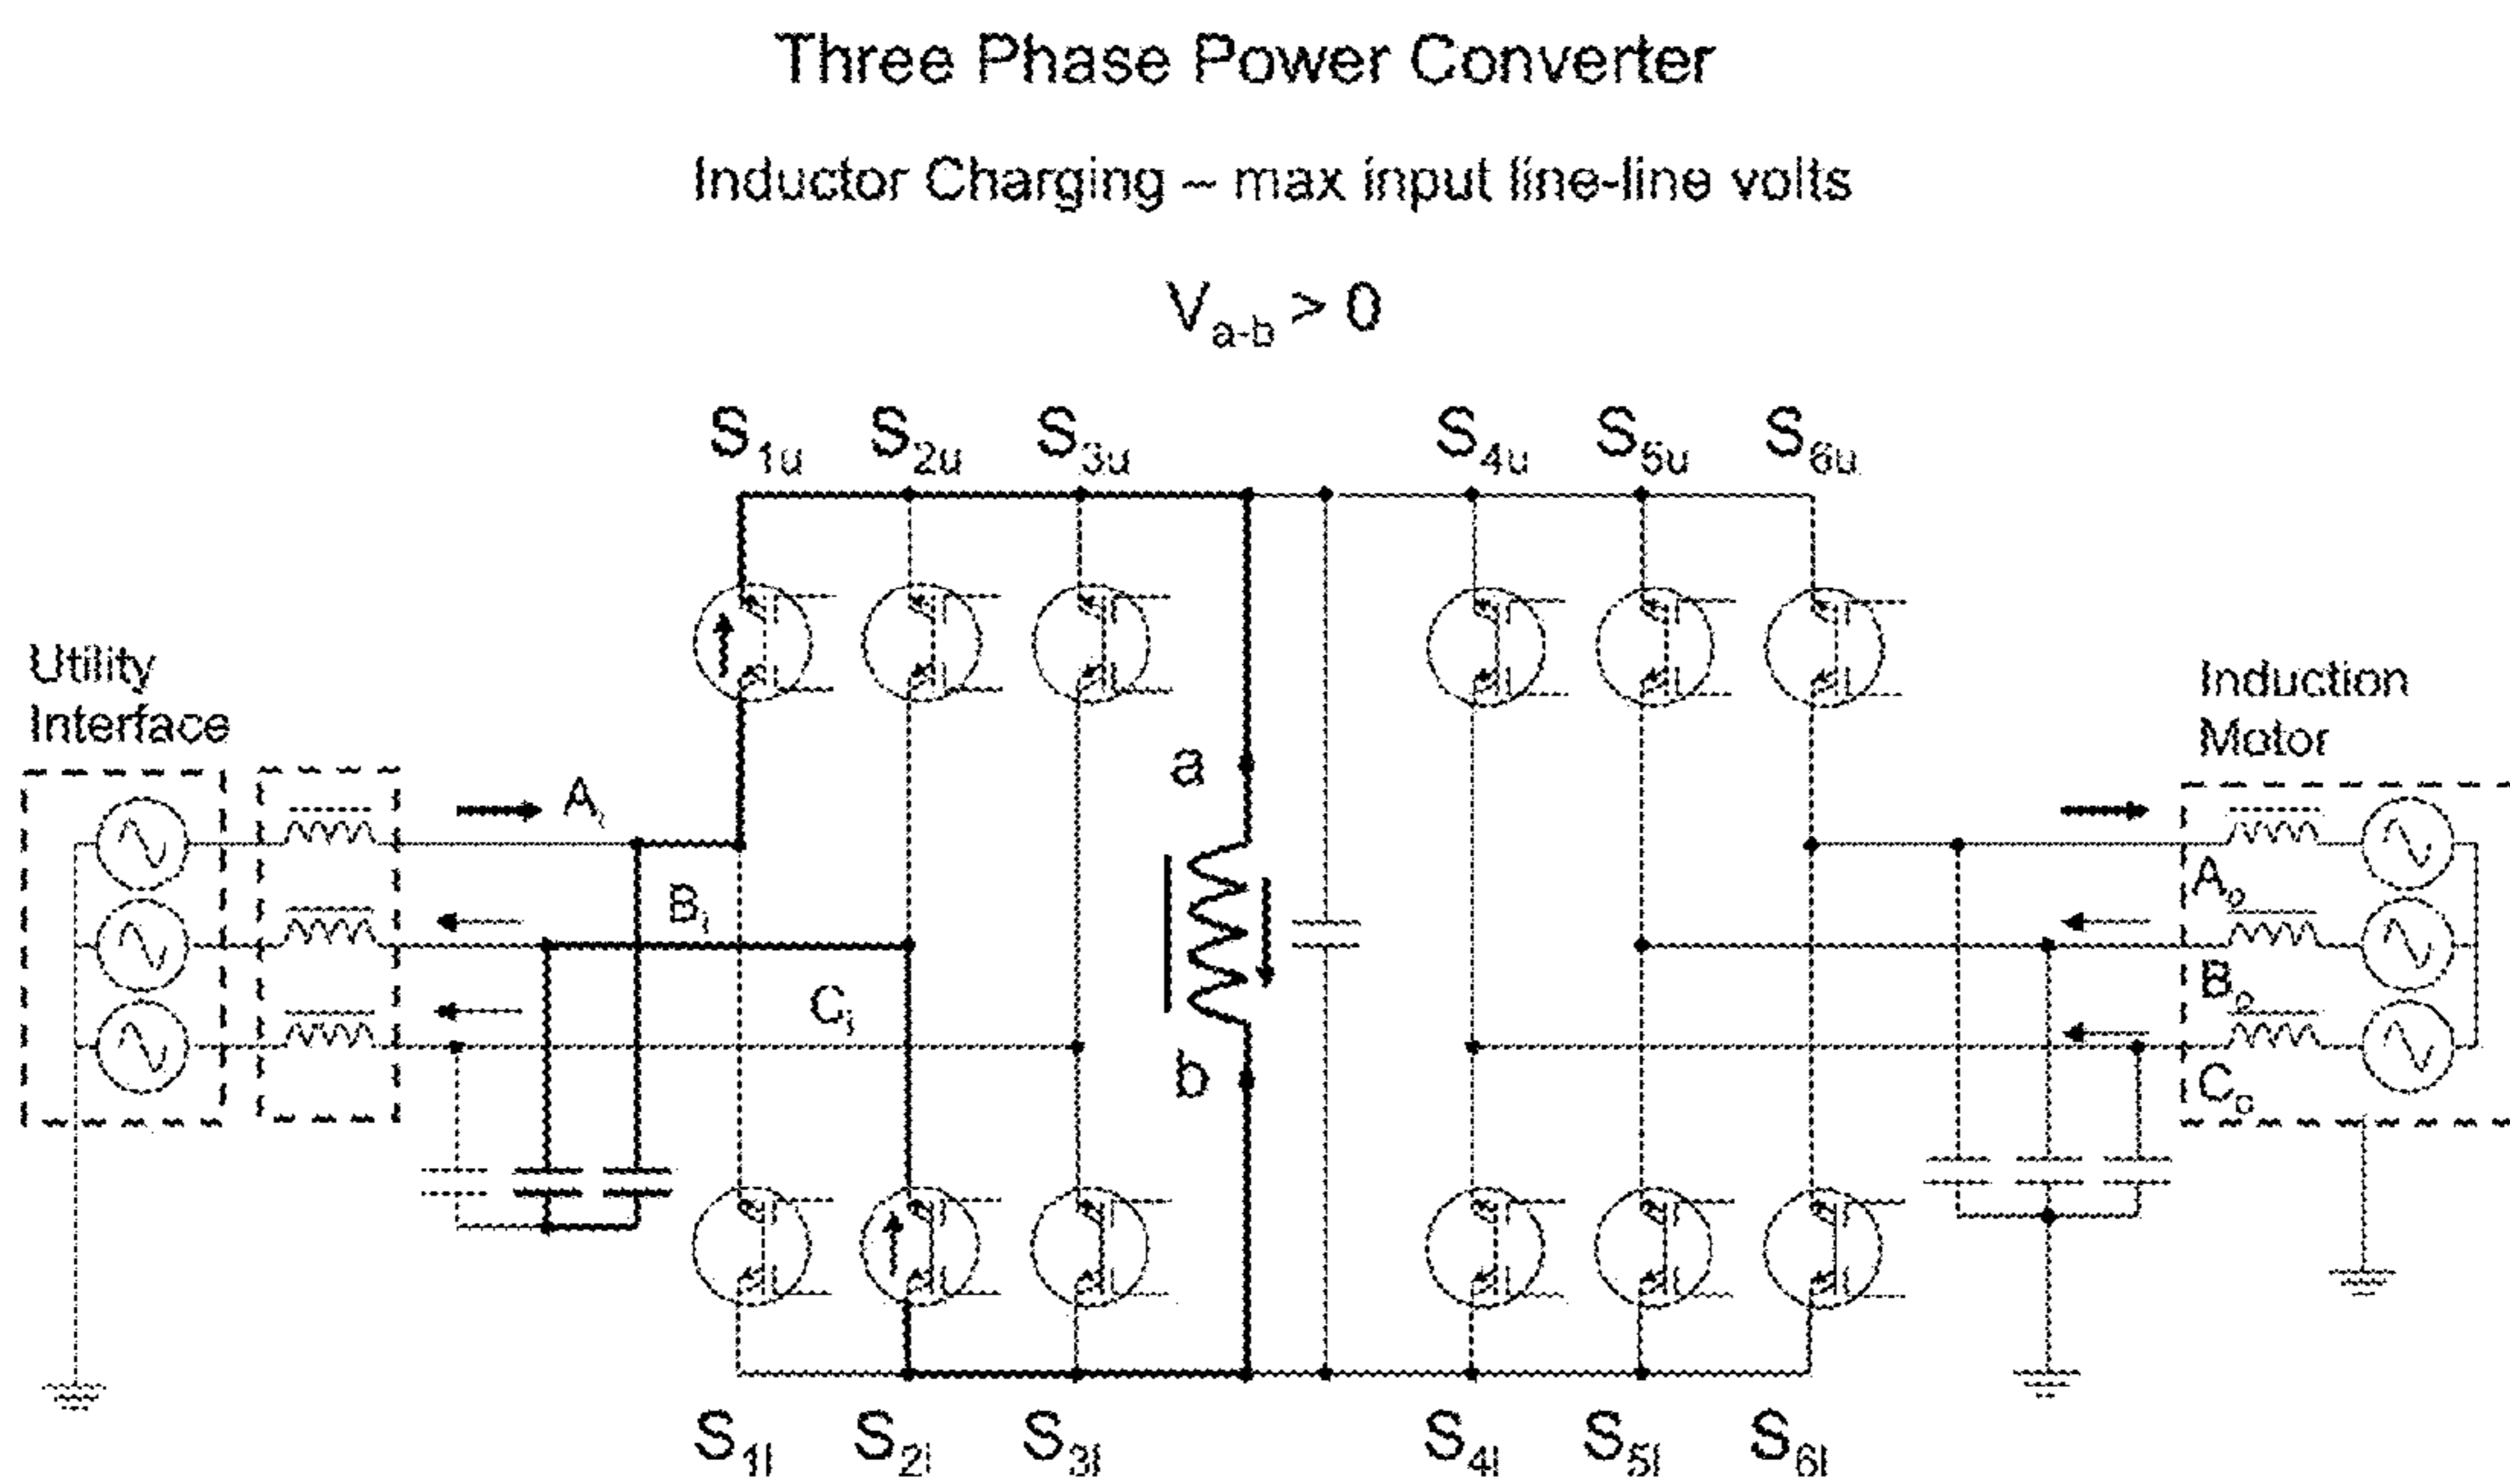 Three Phase Power Converter
Inductor Charging – max input line-line volts
Va-b > 0
S1u S2u S3u S4u S5u S6u
Utility
Interface
Induction
Motor
a
Ai
Bi
Ci
b
Ao
Bo
Co
S1l S2l S3l S4l S5l S6l